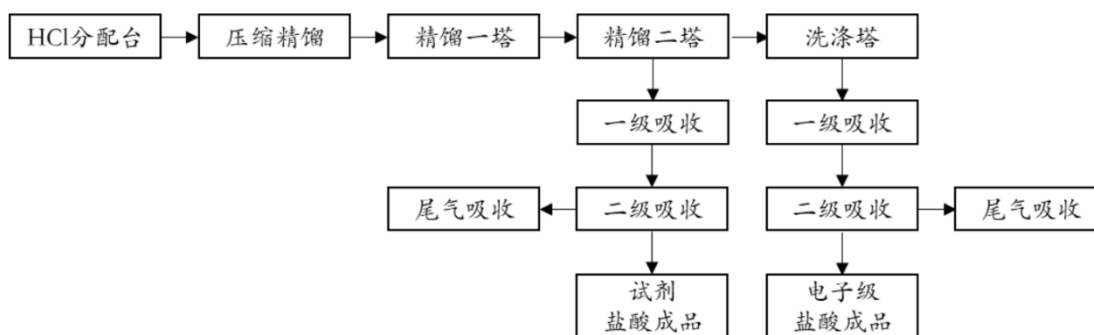 HCl分配台
压缩精馏
精馏一塔
精馏二塔
洗涤塔
一级吸收
一级吸收
尾气吸收
二级吸收
二级吸收
尾气吸收
试剂
盐酸成品
电子级
盐酸成品